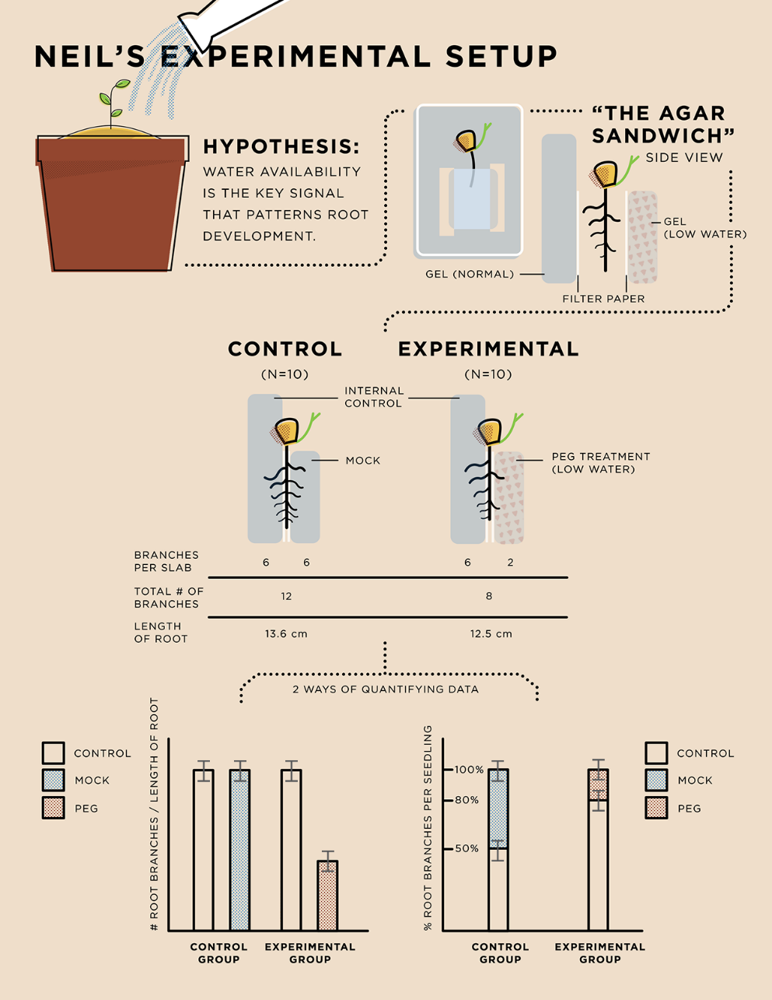 NEIL'S EXPERIMENTAL SETUP
HYPOTHESIS:
WATER AVAILABILITY
IS THE KEY SIGNAL
THAT PATTERNS ROOT
DEVELOPMENT.
“THE AGAR
SANDWICH”
SIDE VIEW
GEL
(LOW WATER)
GEL (NORMAL)
FILTER PAPER
CONTROL
(N=10)
EXPERIMENTAL
(N=10)
INTERNAL
CONTROL
MOCK
PEG TREATMENT
(LOW WATER)
BRANCHES
PER SLAB
6 6 6 2
TOTAL # OF
BRANCHES
12 8
LENGTH
OF ROOT
13.6 cm 12.5 cm
2 WAYS OF QUANTIFYING DATA
CONTROL
MOCK
PEG
# ROOT BRANCHES / LENGTH OF ROOT
CONTROL
GROUP
EXPERIMENTAL
GROUP
% ROOT BRANCHES PER SEEDLING
100%
80%
50%
CONTROL
GROUP
EXPERIMENTAL
GROUP
CONTROL
MOCK
PEG